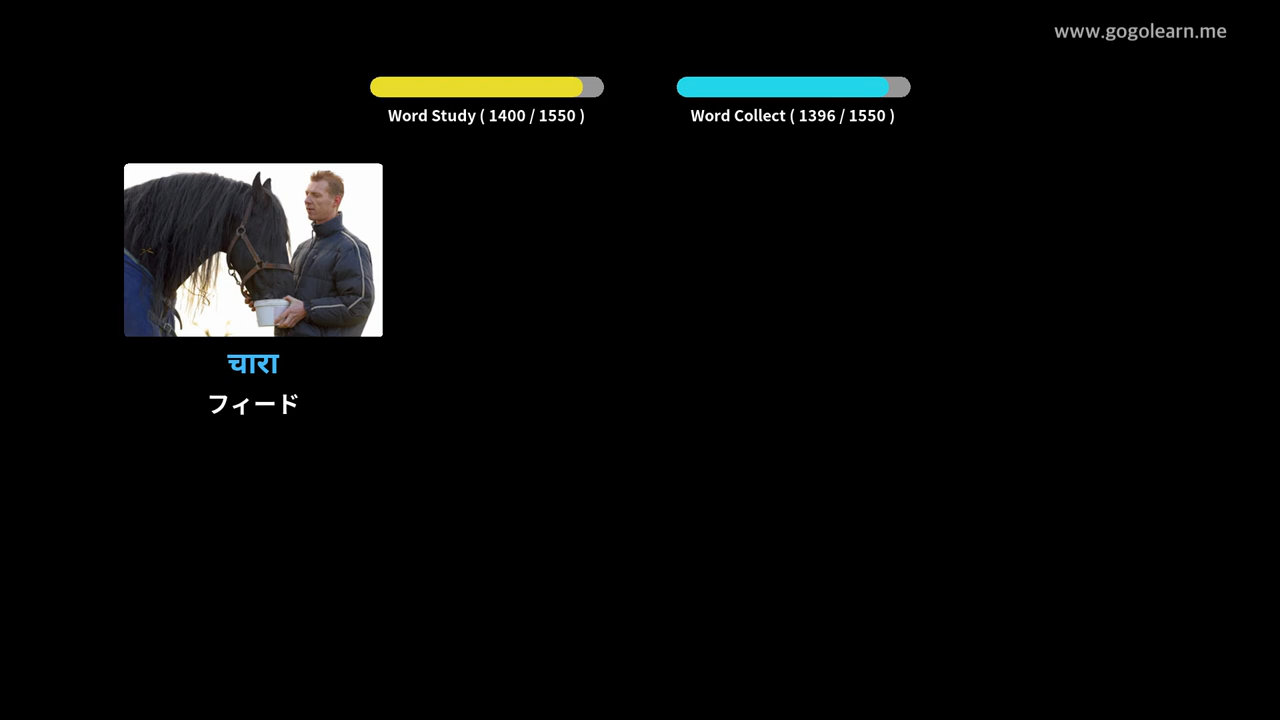 www.gogolearn.me
Word Study ( 1400 / 1550 )
Word Collect ( 1396 / 1550 )
चारा
フィード